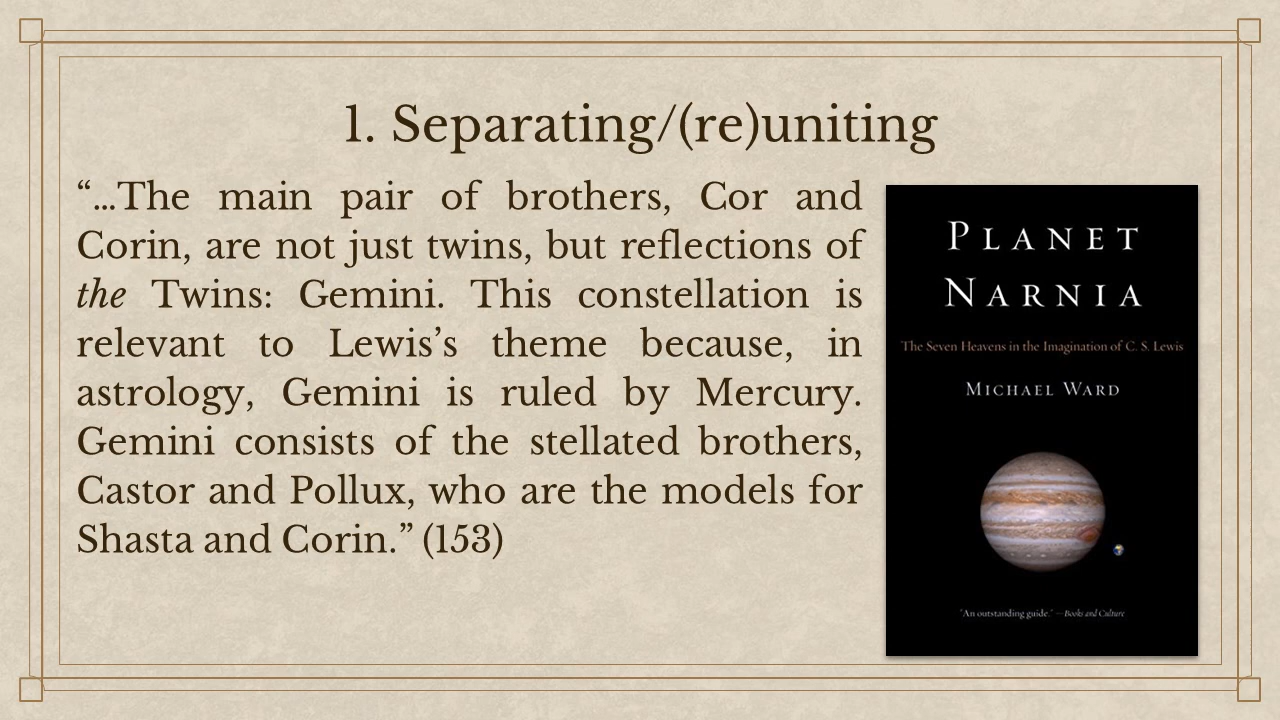 1. Separating/(re)uniting
“…The main pair of brothers, Cor and
Corin, are not just twins, but reflections of
the Twins: Gemini. This constellation is
relevant to Lewis’s theme because, in
astrology, Gemini is ruled by Mercury.
Gemini consists of the stellated brothers,
Castor and Pollux, who are the models for
Shasta and Corin.” (153)
PLANET
NARNIA
The Seven Heavens in the Imagination of C. S. Lewis
MICHAEL WARD
"An outstanding guide." —Books and Culture